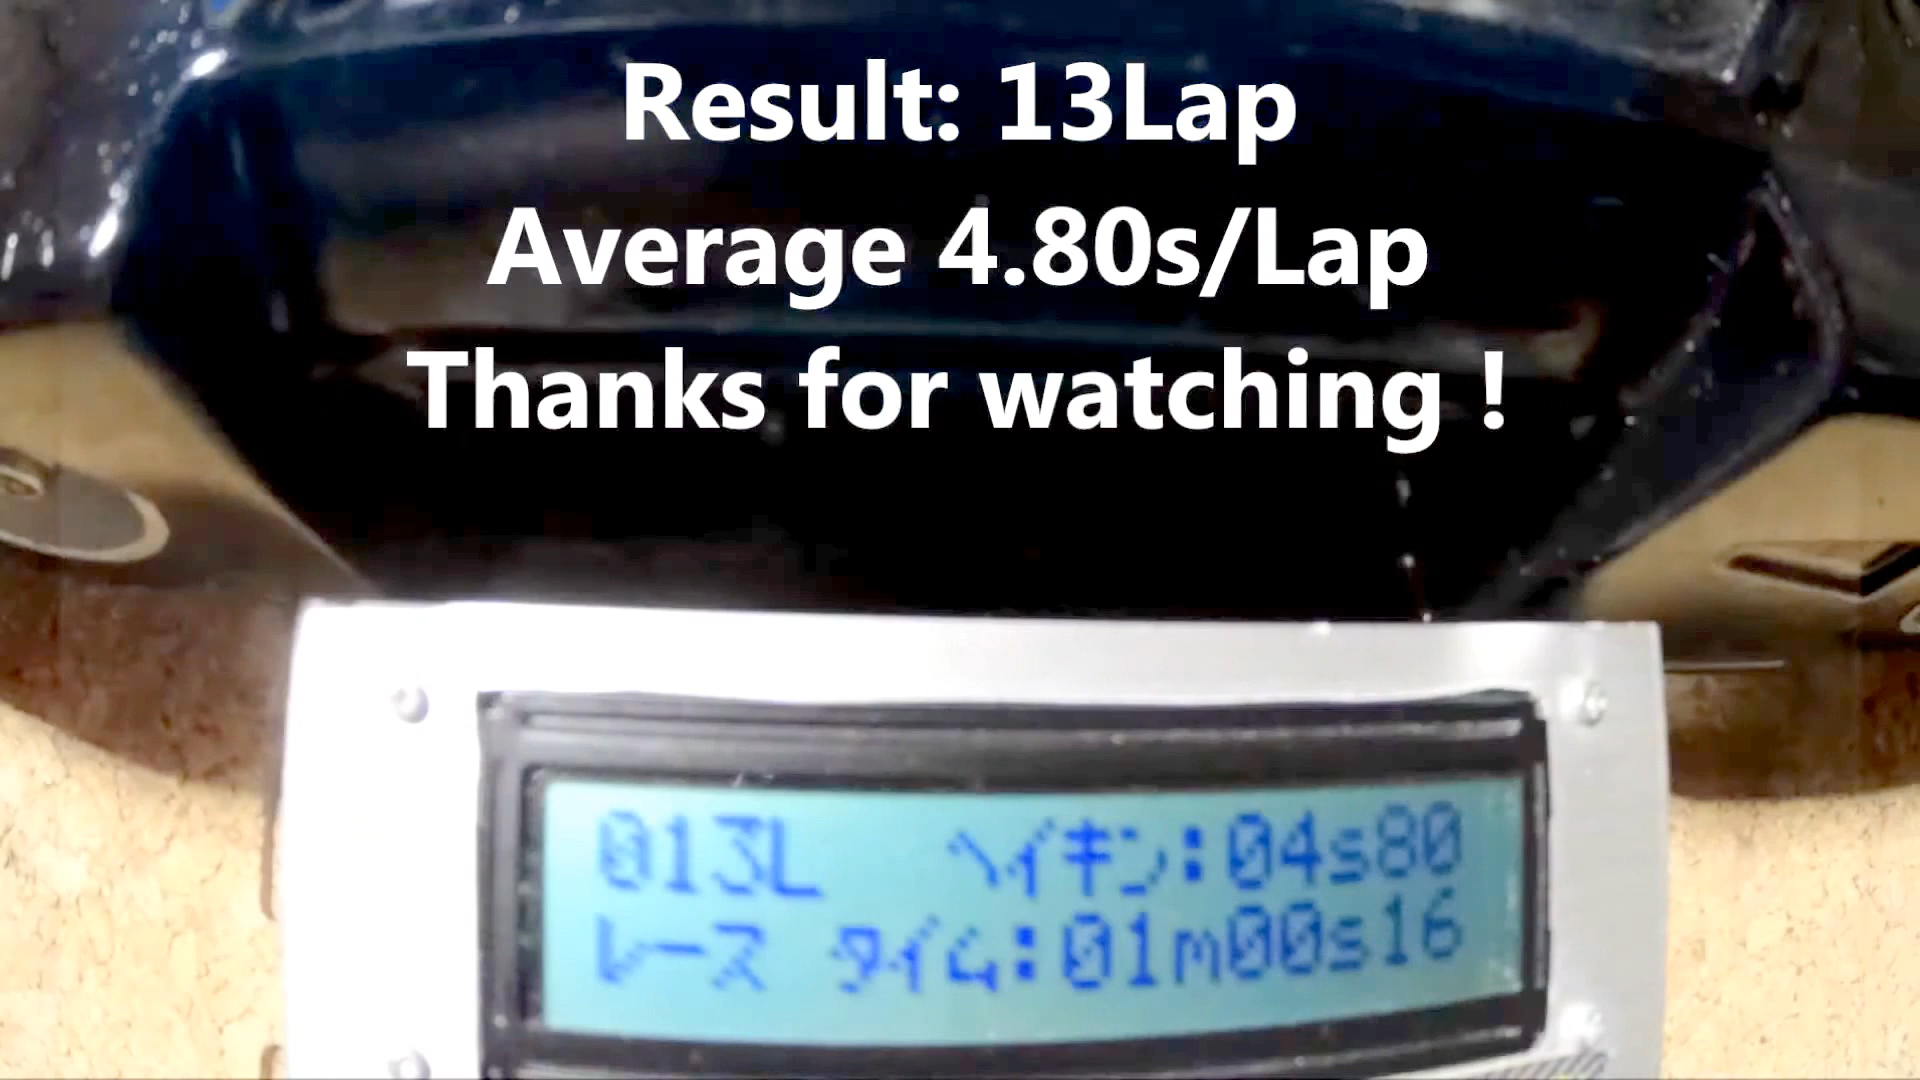 Result: 13Lap
Average 4.80s/Lap
Thanks for watching !
013L ヘイキン:04s80
レース タイム:01m00s16